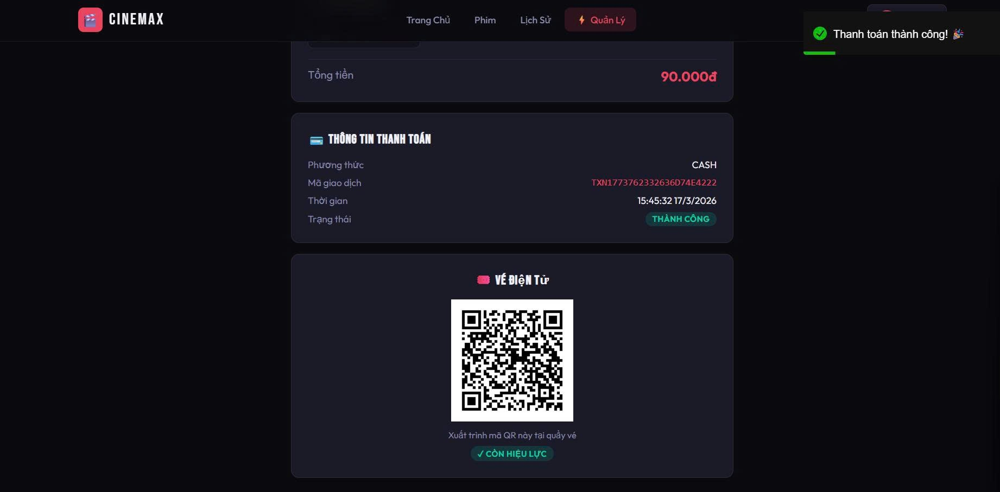 CINEMAX
Trang Chủ
Phim
Lịch Sử
Quản Lý
Thanh toán thành công! 🎉
Tổng tiền
90.000đ
THÔNG TIN THANH TOÁN
Phương thức
CASH
Mã giao dịch
TXN1773762332636D74E4222
Thời gian
15:45:32 17/3/2026
Trạng thái
THÀNH CÔNG
VÉ ĐIỆN TỬ
Xuất trình mã QR này tại quầy vé
✓ CÒN HIỆU LỰC